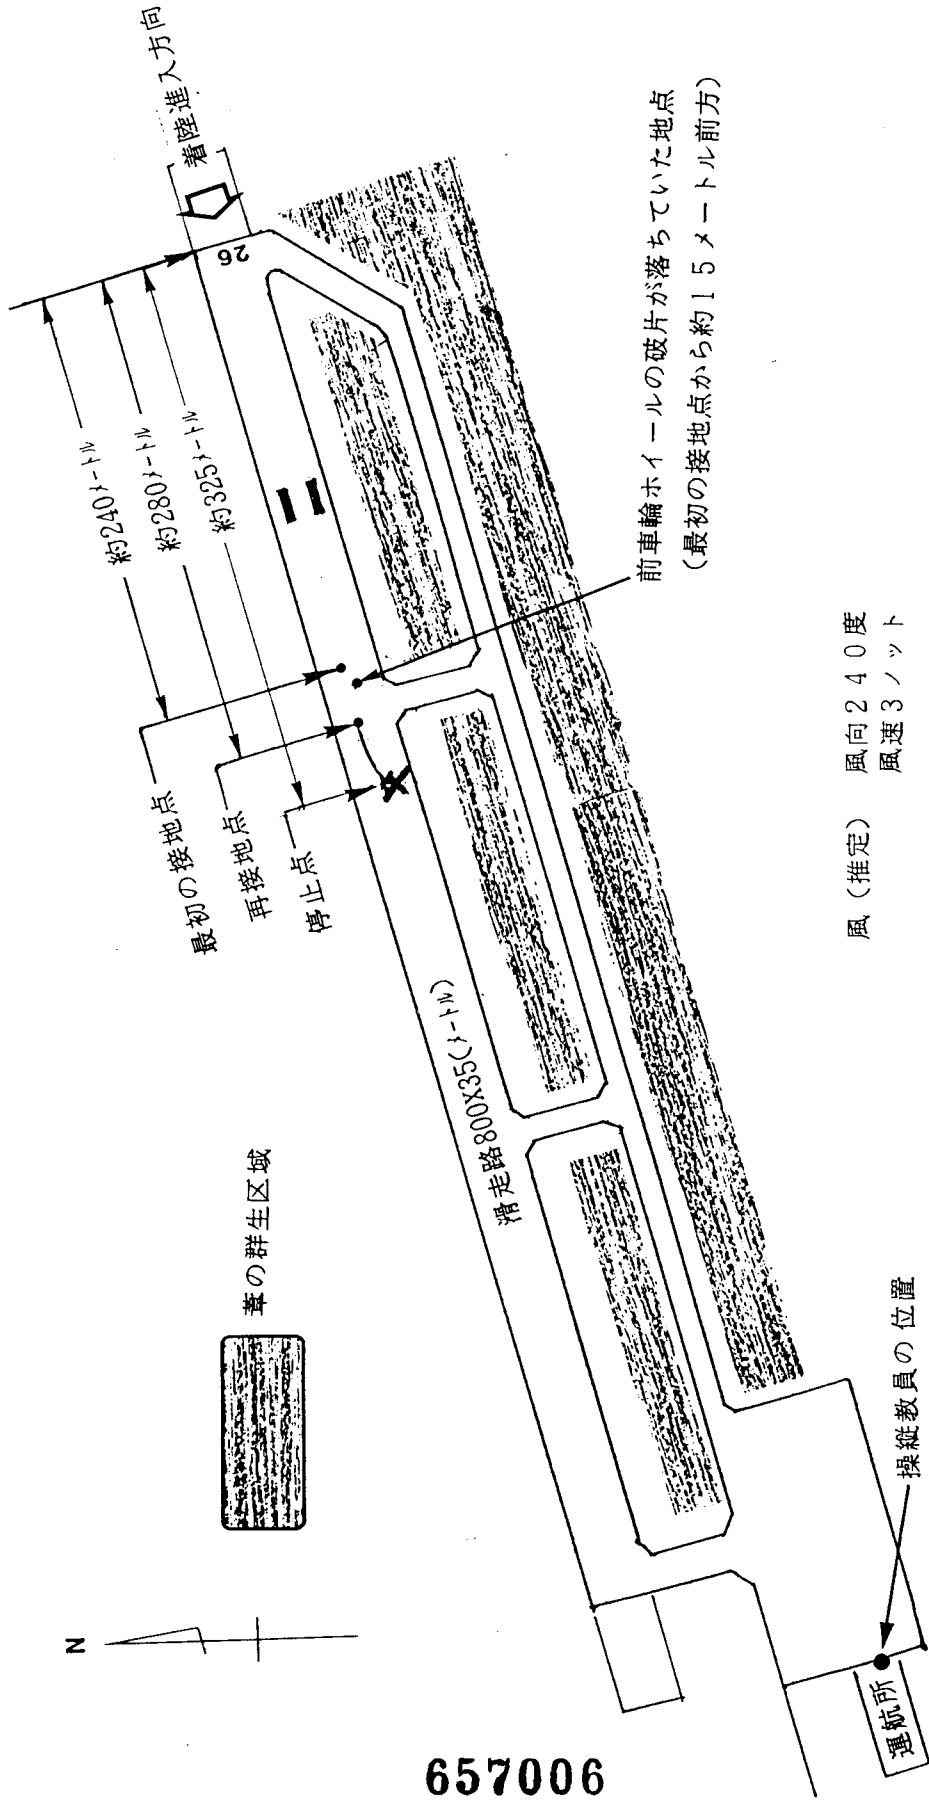 着陸進入方向
26
約240メートル
約280メートル
約325メートル
最初の接地点
再接地点
停止点
前車輪ホイールの破片が落ちていた地点
(最初の接地点から約15メートル前方)
滑走路800X35(メートル)
葦の群生区域
N
風(推定) 風向240度
風速3ノット
操縦教員の位置
運航所
657006